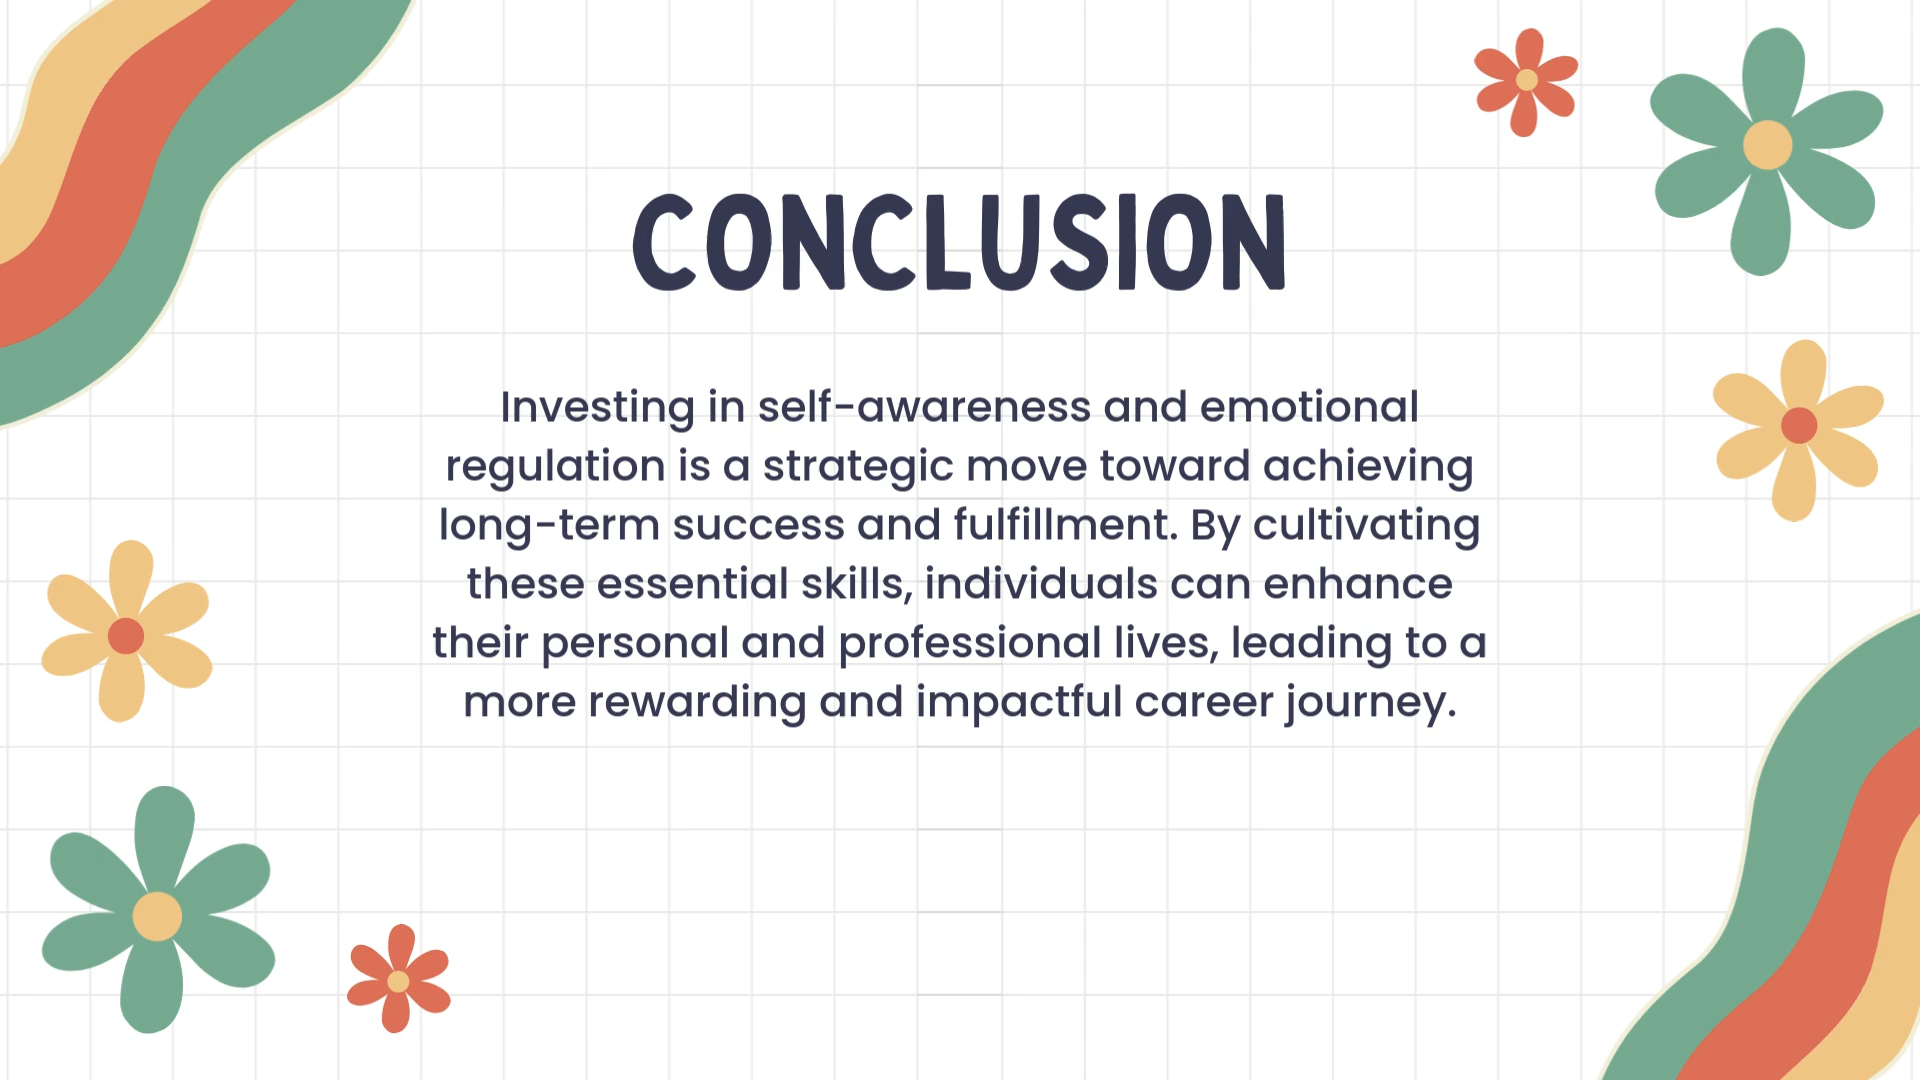 CONCLUSION
Investing in self-awareness and emotional
regulation is a strategic move toward achieving
long-term success and fulfillment. By cultivating
these essential skills, individuals can enhance
their personal and professional lives, leading to a
more rewarding and impactful career journey.